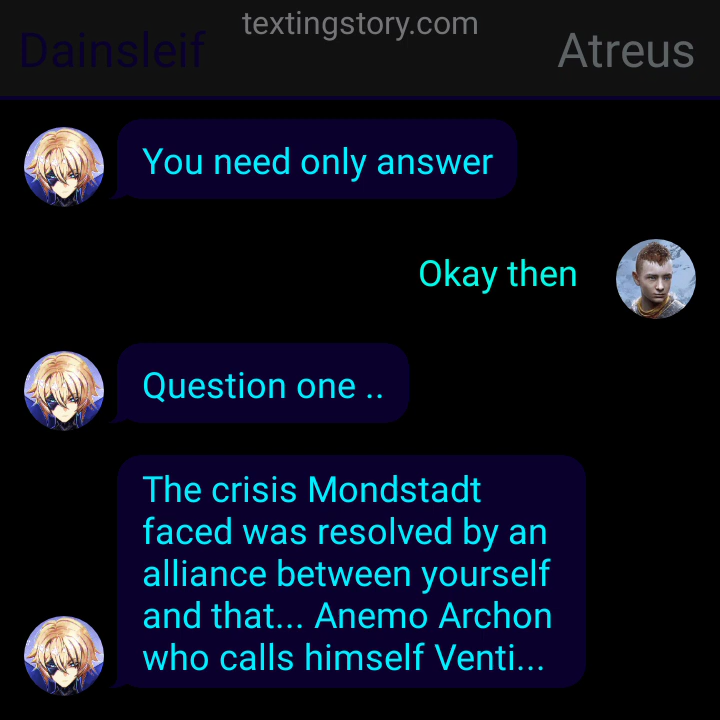 textingstory.com
Dainsleif
Atreus
You need only answer
Okay then
Question one ..
The crisis Mondstadt
faced was resolved by an
alliance between yourself
and that... Anemo Archon
who calls himself Venti...